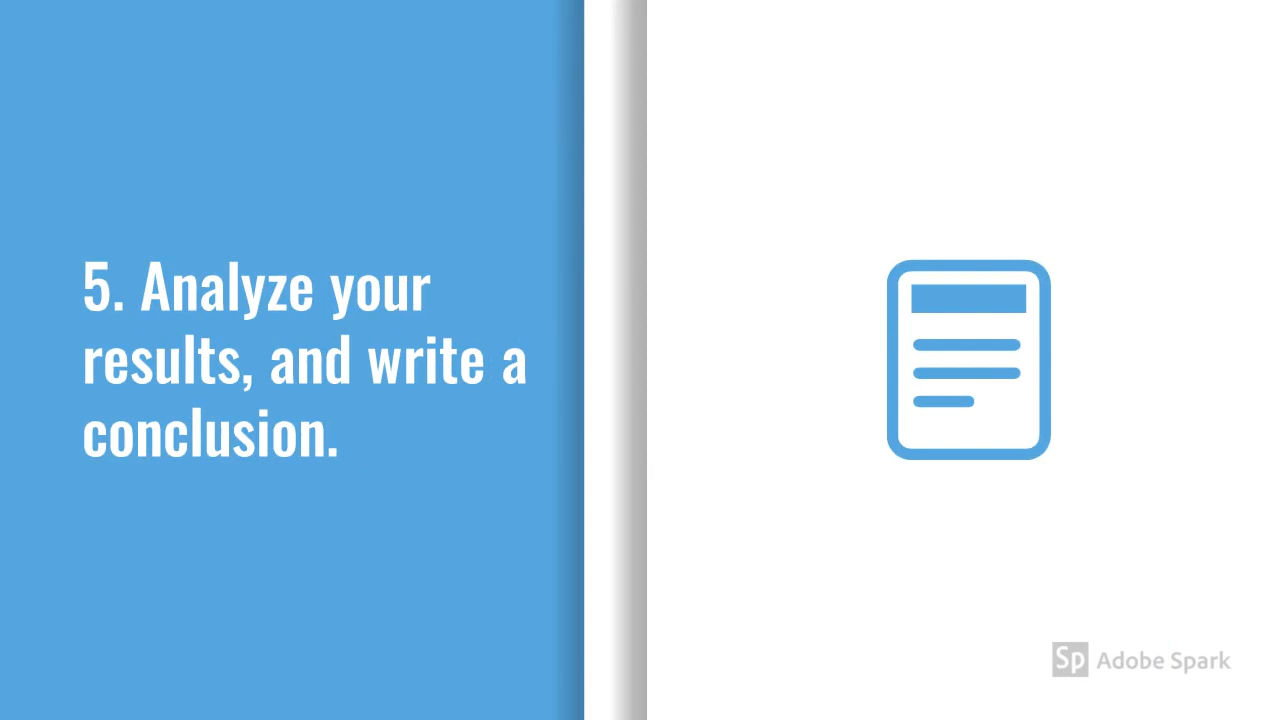 5. Analyze your
results, and write a
conclusion.
Sp Adobe Spark